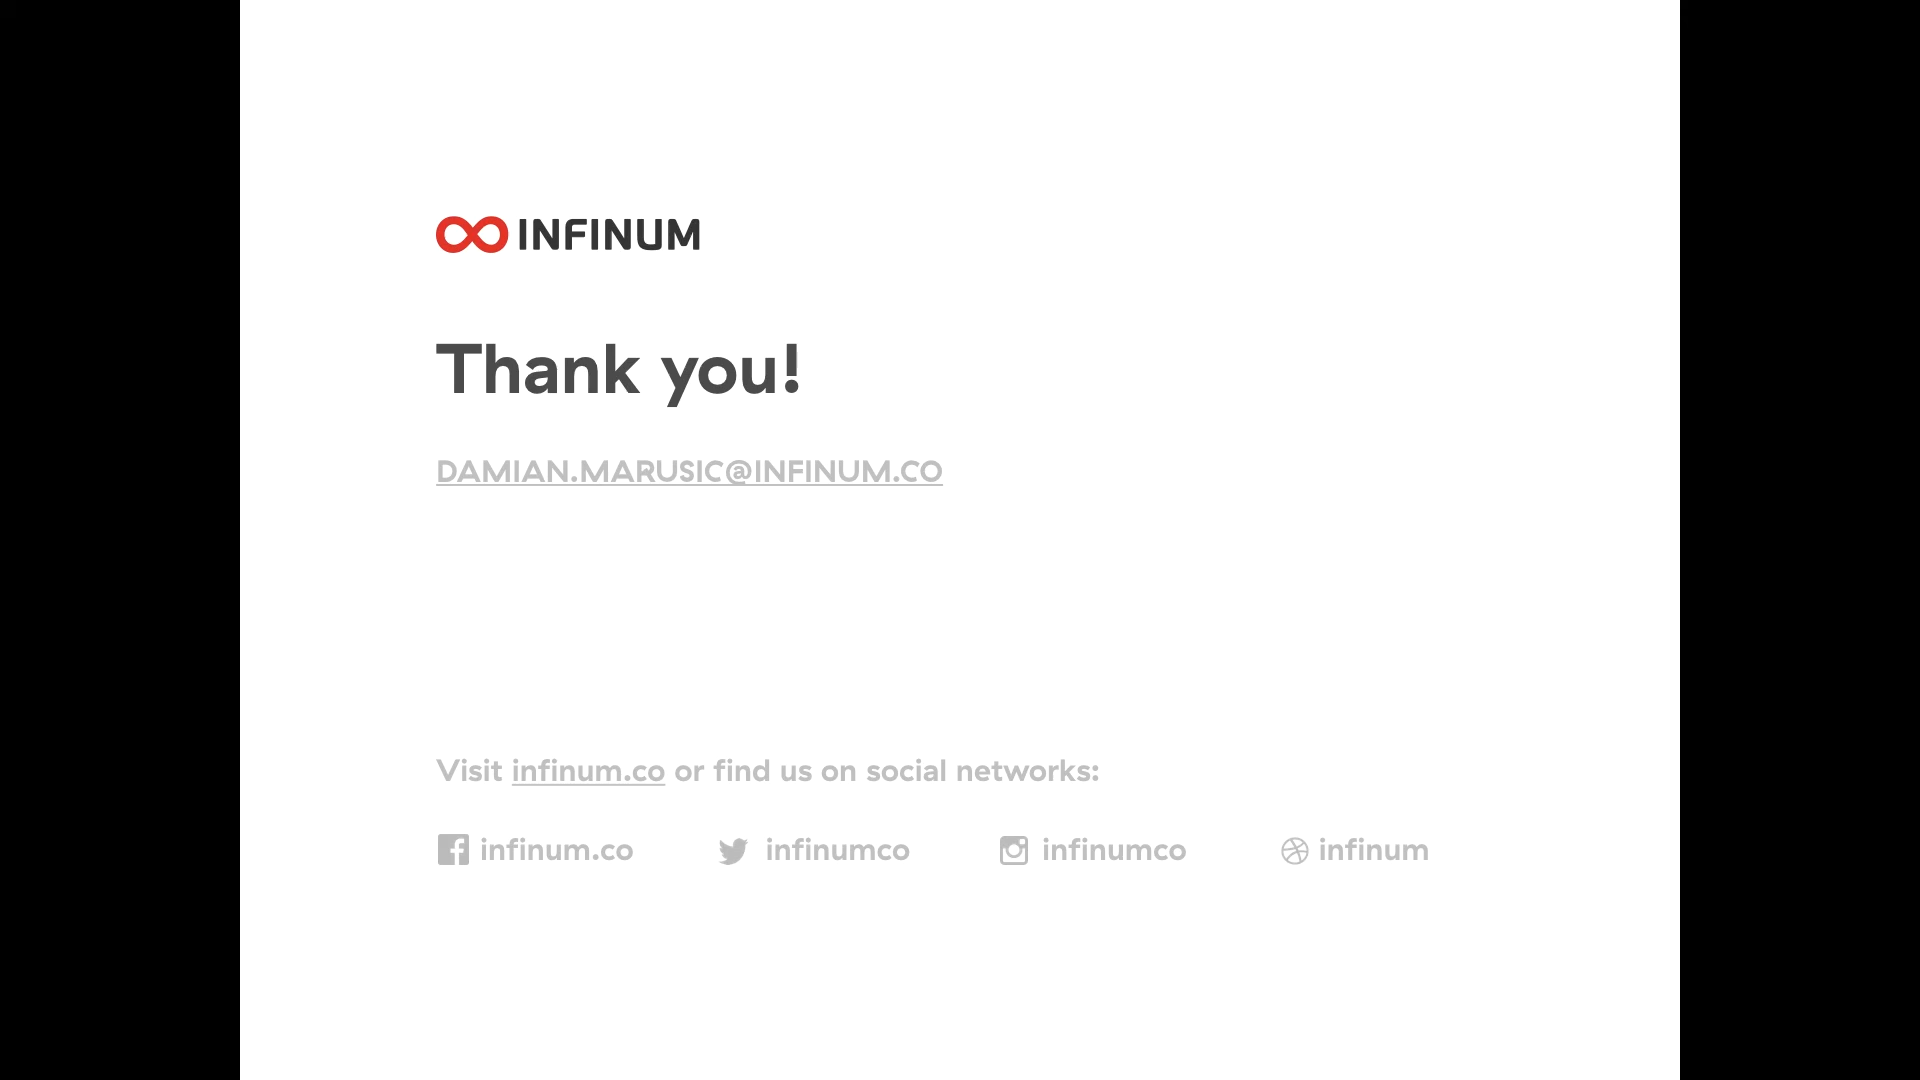 INFINUM
Thank you!
DAMIAN.MARUSIC@INFINUM.CO
Visit infinum.co or find us on social networks:
infinum.co infinumco infinumco infinum